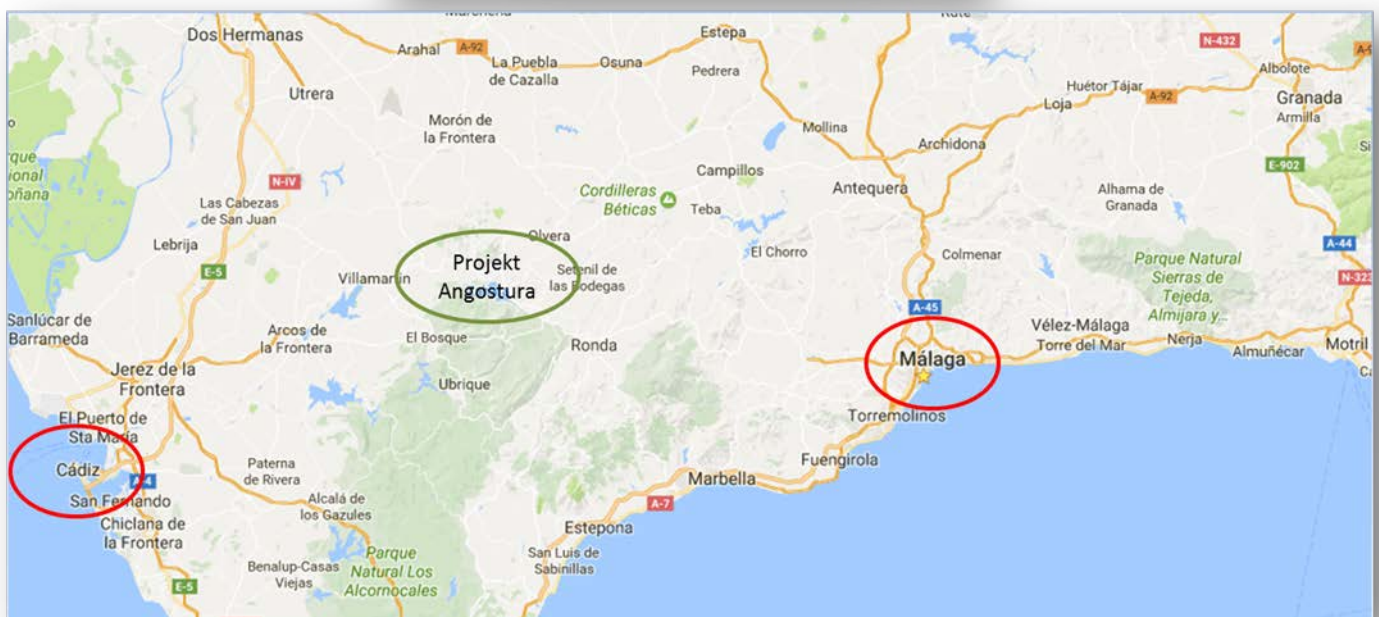 Dos Hermanas
Arahal
A-92
La Puebla
de Cazalla
Osuna
Estepa
Pedrera
N-432
Albolote
Utrera
Huétor Tájar
A-92
Granada
Armilla
Loja
Morón de
la Frontera
Mollina
Archidona
E-902
N-IV
Campillos
Cordilleras
Béticas
Antequera
Alhama de
Granada
Las Cabezas
de San Juan
Teba
Lebrija
Olvera
El Chorro
Colmenar
A-44
E-5
Villamartín
Projekt
Angostura
Setenil de
las Bodegas
Parque Natural
Sierras de
Tejeda,
Almijara y...
N-323
A-45
Sanlúcar de
Barrameda
Arcos de
la Frontera
El Bosque
Ronda
Málaga
Vélez-Málaga
Torre del Mar
Nerja
Almuñécar
Motril
Jerez de la
Frontera
Ubrique
El Puerto de
Sta María
Torremolinos
Cádiz
A-4
San Fernando
Paterna
de Rivera
Fuengirola
Marbella
Alcalá de
los Gazules
A-7
Chiclana de
la Frontera
Estepona
San Luis de
Sabinillas
Benalup-Casas
Viejas
Parque
Natural Los
Alcornocales
E-5